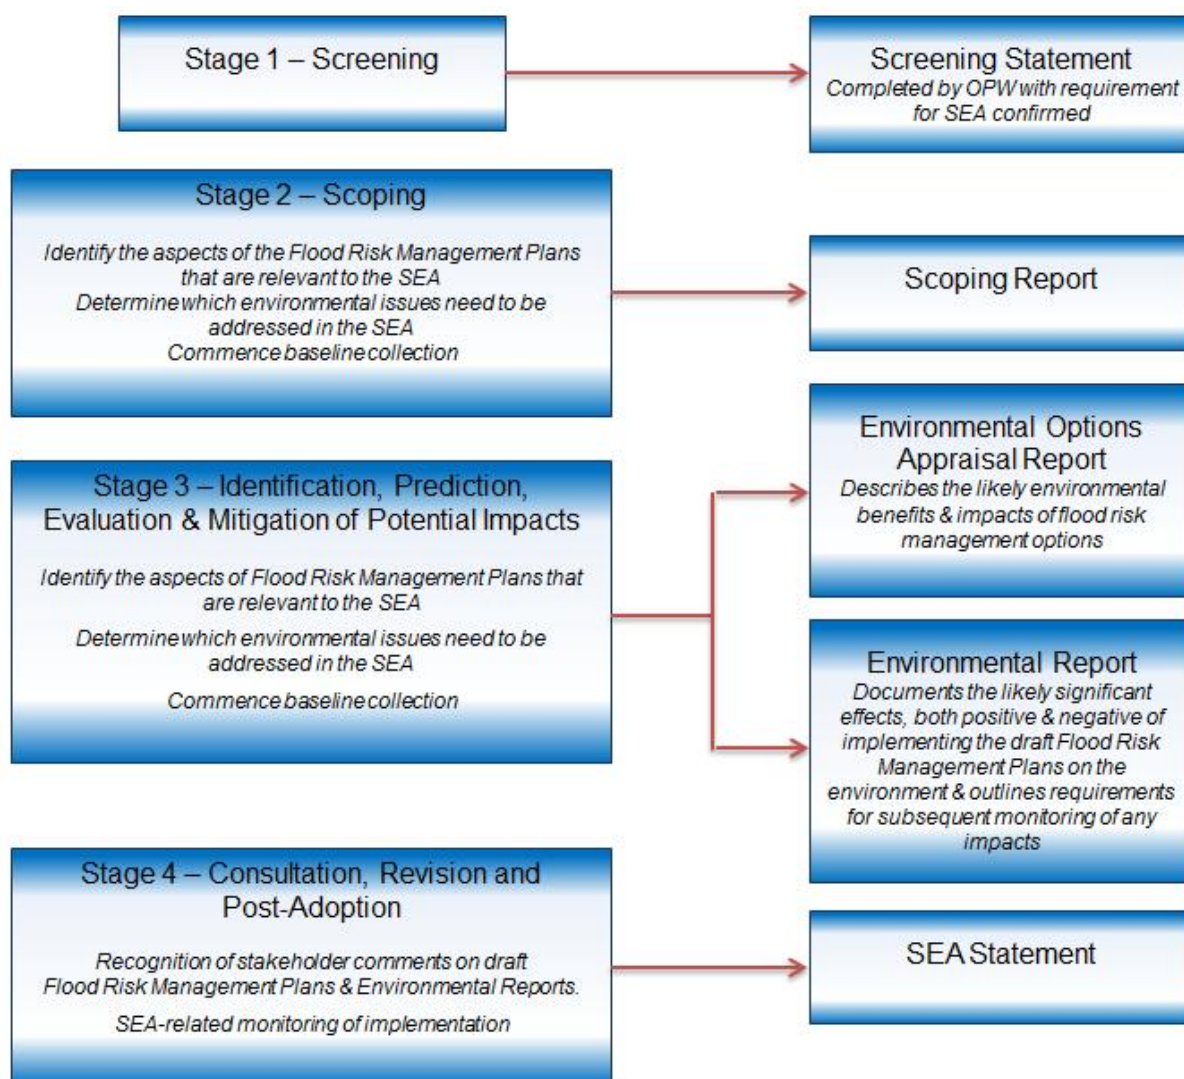 Stage 1 – Screening
Screening Statement
Completed by OPW with requirement
for SEA confirmed
Stage 2 – Scoping
Identify the aspects of the Flood Risk Management Plans
that are relevant to the SEA
Determine which environmental issues need to be
addressed in the SEA
Commence baseline collection
Scoping Report
Stage 3 – Identification, Prediction,
Evaluation & Mitigation of Potential Impacts
Identify the aspects of Flood Risk Management Plans that
are relevant to the SEA
Determine which environmental issues need to be
addressed in the SEA
Commence baseline collection
Environmental Options
Appraisal Report
Describes the likely environmental
benefits & impacts of flood risk
management options
Environmental Report
Documents the likely significant
effects, both positive & negative of
implementing the draft Flood Risk
Management Plans on the
environment & outlines requirements
for subsequent monitoring of any
impacts
Stage 4 – Consultation, Revision and
Post-Adoption
Recognition of stakeholder comments on draft
Flood Risk Management Plans & Environmental Reports.
SEA-related monitoring of implementation
SEA Statement